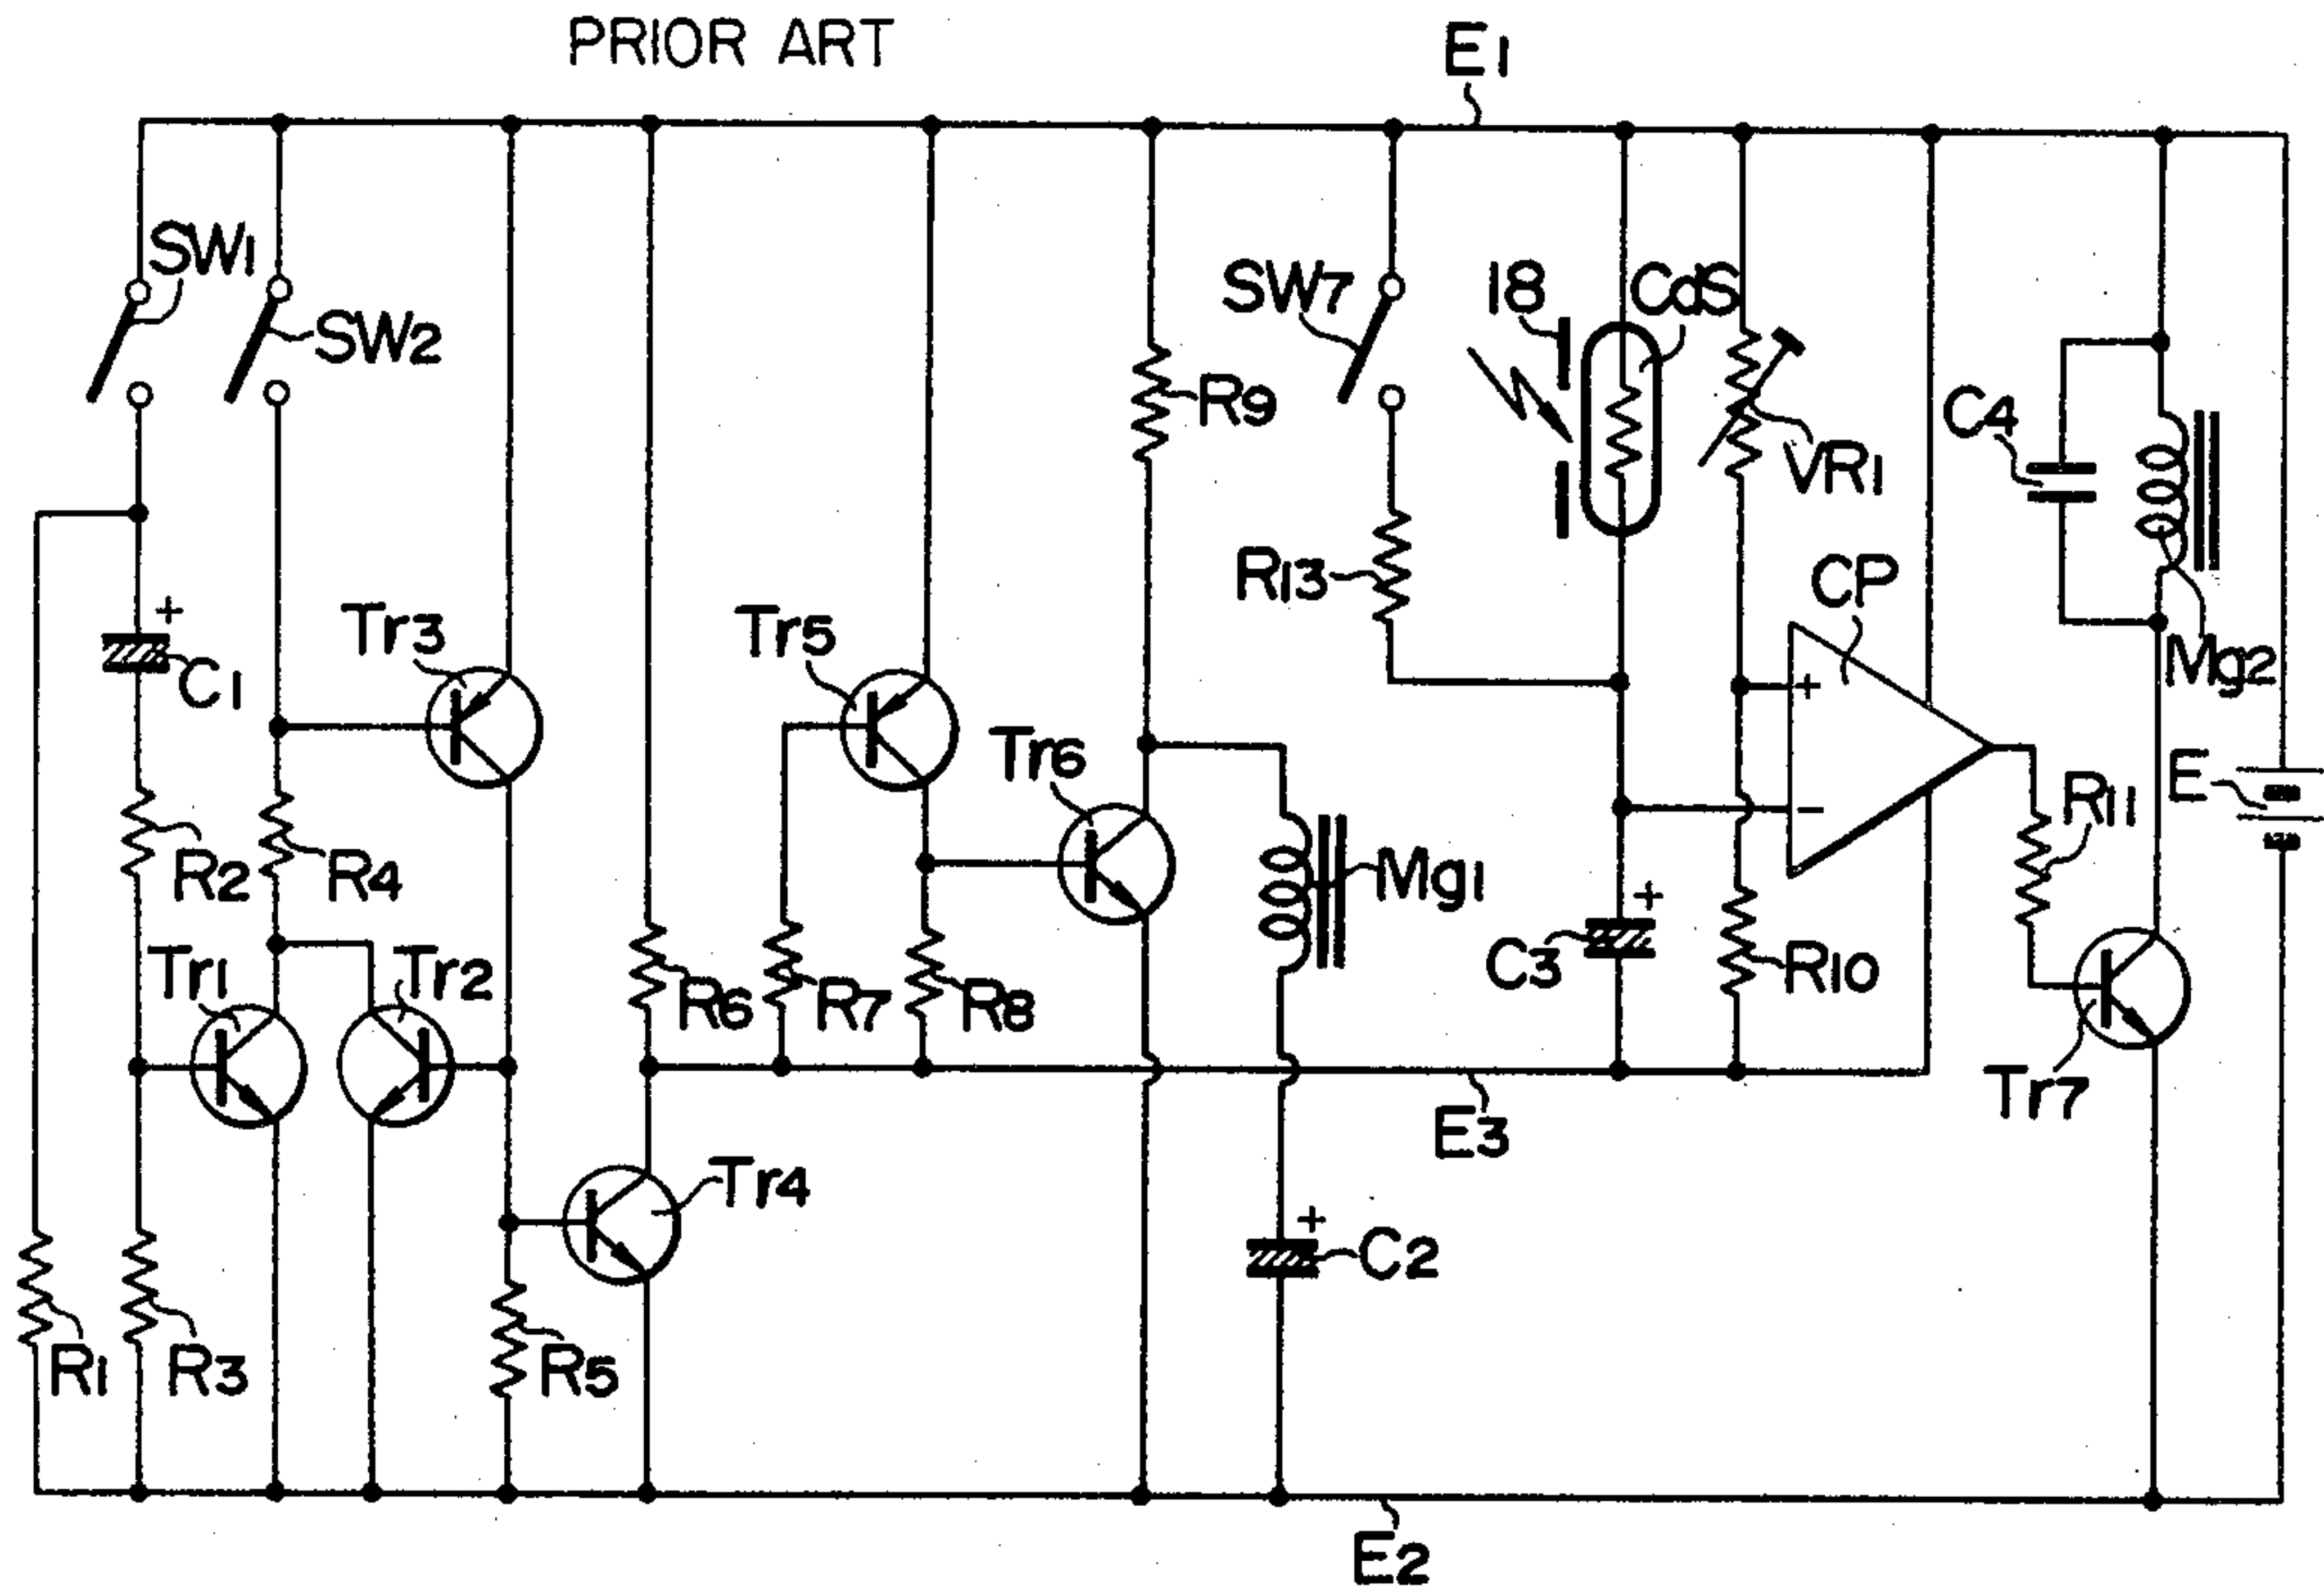 PRIOR ART
E1
SW1
SW2
SW7
18
CdS
R9
C4
VR1
R13
CP
+
C1
Tr3
Tr5
Tr6
+
−
Mg2
E
R11
R2
R4
Mg1
+
C3
R10
Tr1
Tr2
R6
R7
R8
Tr7
E3
Tr4
+
C2
R1
R3
R5
E2